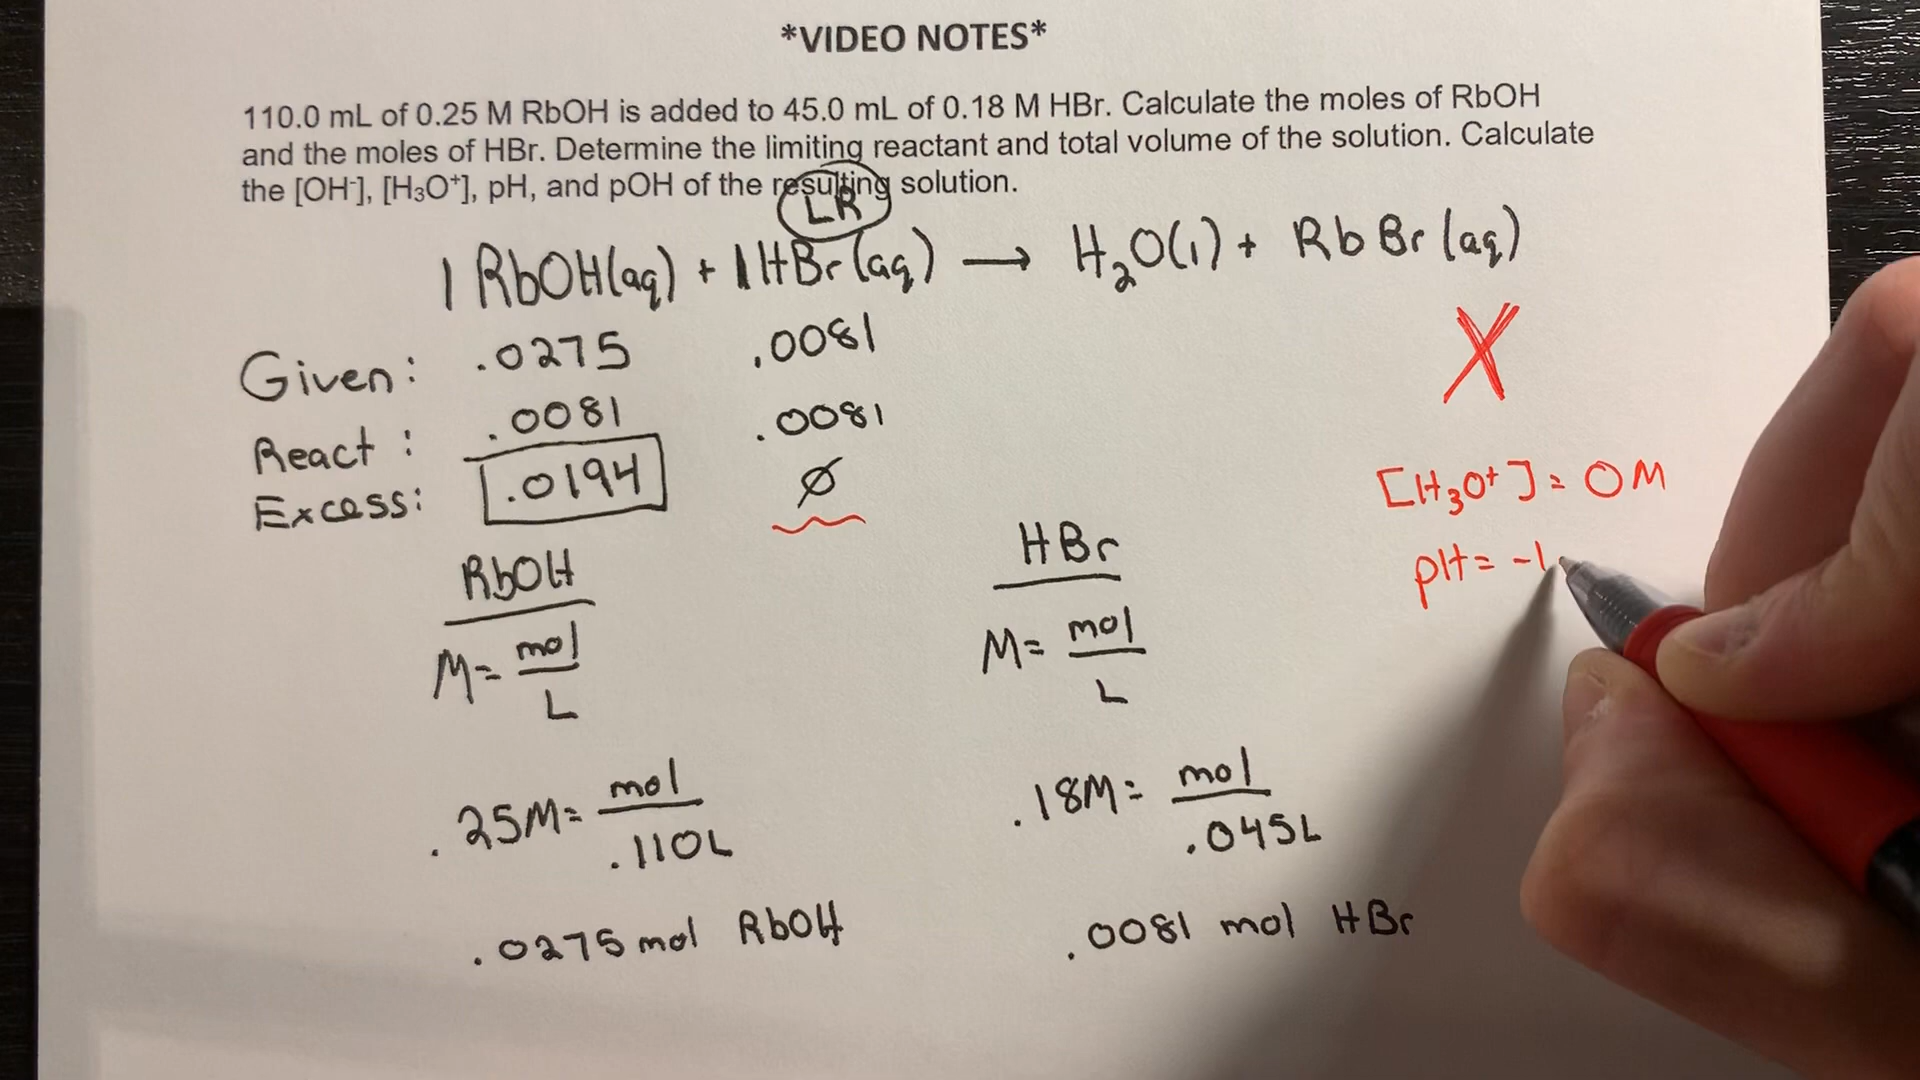 *VIDEO NOTES*
110.0 mL of 0.25 M RbOH is added to 45.0 mL of 0.18 M HBr. Calculate the moles of RbOH
and the moles of HBr. Determine the limiting reactant and total volume of the solution. Calculate
the [OH-], [H₃O⁺], pH, and pOH of the resulting solution.
LR
1 RbOH(aq) + 1 HBr(aq) → H₂O(l) + RbBr(aq)
Given: .0275 .0081
X
React: .0081 .0081
Excess: .0194 ∅
[H₃O⁺] = 0M
pH = -1
RbOH HBr
M = mol/L M = mol/L
.25M = mol/.110L .18M = mol/.045L
.0275 mol RbOH .0081 mol HBr